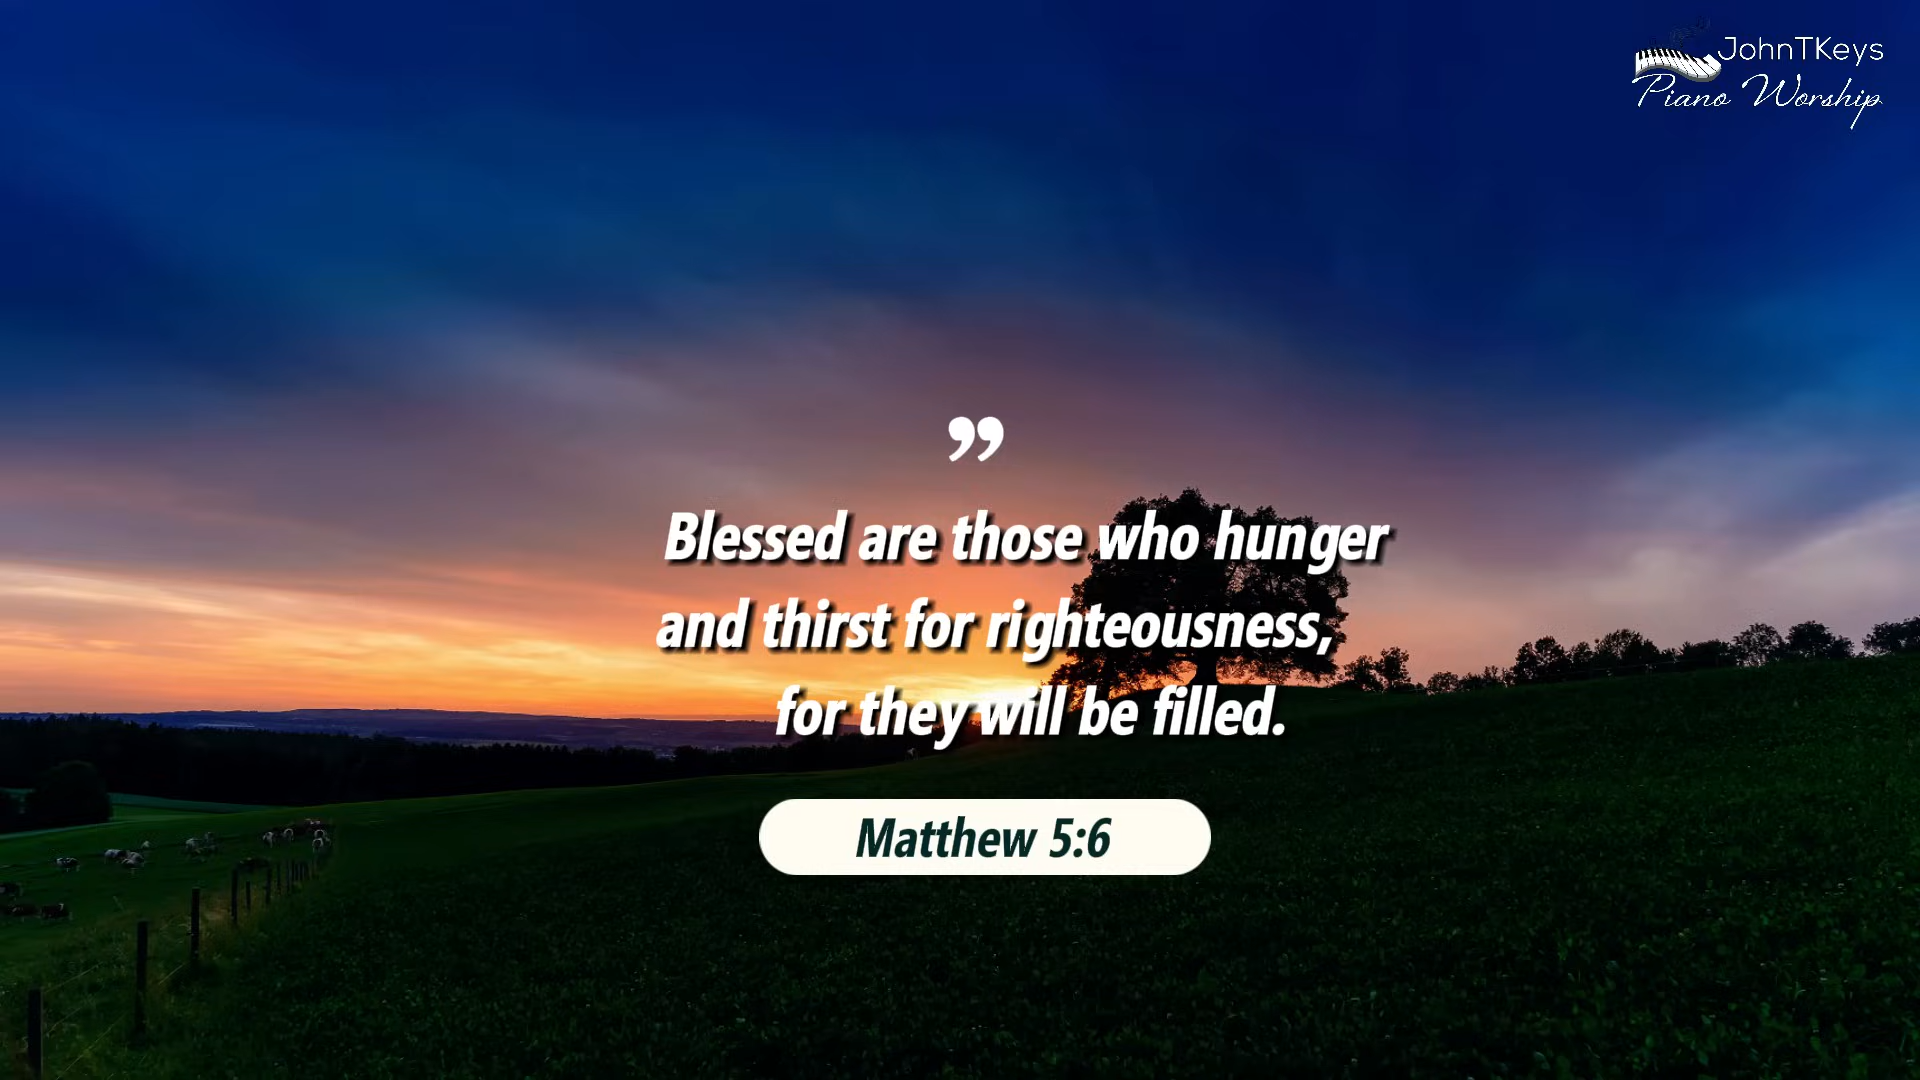 JohnTKeys
Piano Worship
”
Blessed are those who hunger
and thirst for righteousness,
for they will be filled.
Matthew 5:6